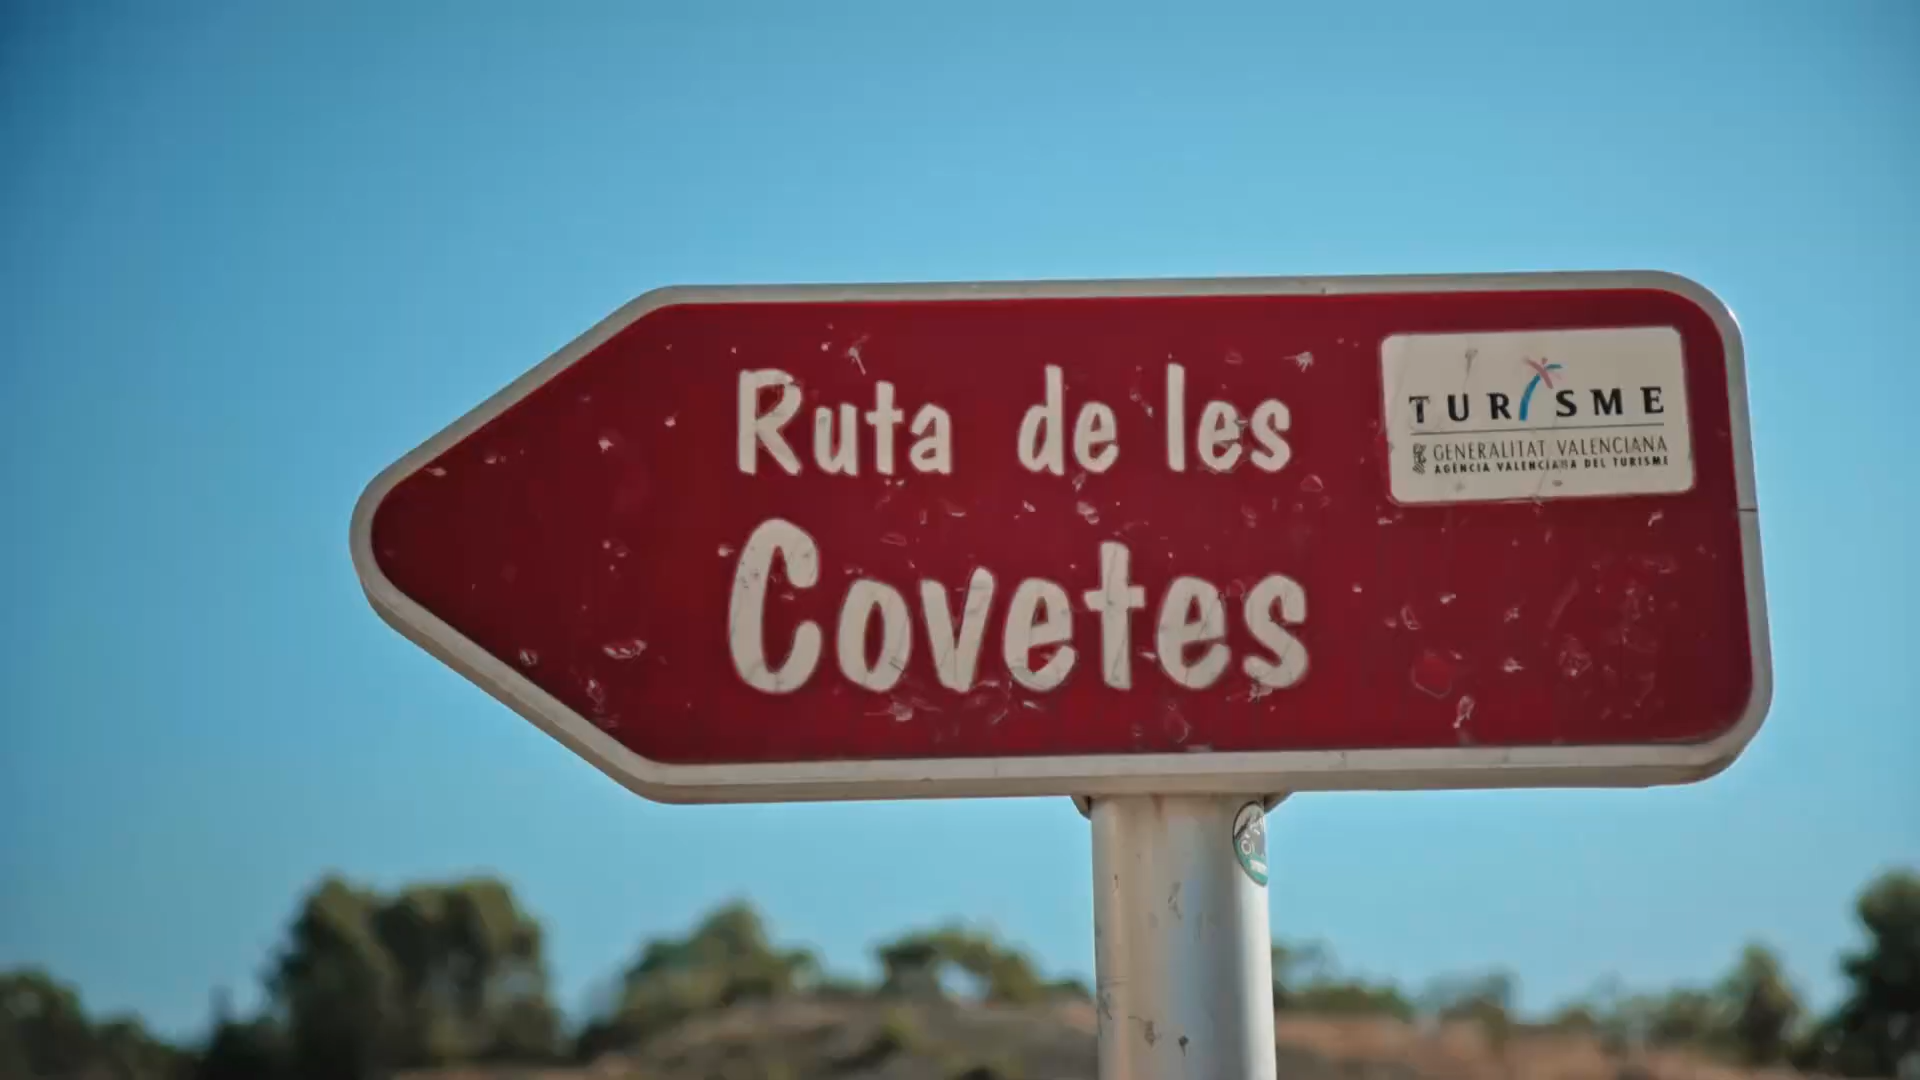 Ruta de les
Covetes
TURISME
GENERALITAT VALENCIANA
AGÈNCIA VALENCIANA DEL TURISME